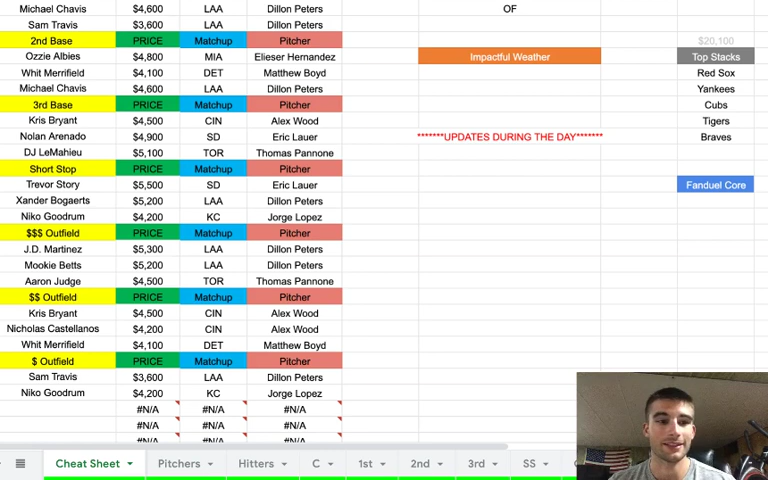 Michael Chavis $4,600 LAA Dillon Peters OF
Sam Travis $3,600 LAA Dillon Peters
2nd Base PRICE Matchup Pitcher $20,100
Ozzie Albies $4,800 MIA Elieser Hernandez Impactful Weather Top Stacks
Whit Merrifield $4,100 DET Matthew Boyd Red Sox
Michael Chavis $4,600 LAA Dillon Peters Yankees
3rd Base PRICE Matchup Pitcher Cubs
Kris Bryant $4,500 CIN Alex Wood Tigers
Nolan Arenado $4,900 SD Eric Lauer *******UPDATES DURING THE DAY******* Braves
DJ LeMahieu $5,100 TOR Thomas Pannone
Short Stop PRICE Matchup Pitcher
Trevor Story $5,500 SD Eric Lauer Fanduel Core
Xander Bogaerts $5,200 LAA Dillon Peters
Niko Goodrum $4,200 KC Jorge Lopez
$$$ Outfield PRICE Matchup Pitcher
J.D. Martinez $5,300 LAA Dillon Peters
Mookie Betts $5,200 LAA Dillon Peters
Aaron Judge $4,500 TOR Thomas Pannone
$$ Outfield PRICE Matchup Pitcher
Kris Bryant $4,500 CIN Alex Wood
Nicholas Castellanos $4,200 CIN Alex Wood
Whit Merrifield $4,100 DET Matthew Boyd
$ Outfield PRICE Matchup Pitcher
Sam Travis $3,600 LAA Dillon Peters
Niko Goodrum $4,200 KC Jorge Lopez
#N/A #N/A #N/A
#N/A #N/A #N/A
#N/A #N/A #N/A
Cheat Sheet Pitchers Hitters C 1st 2nd 3rd SS